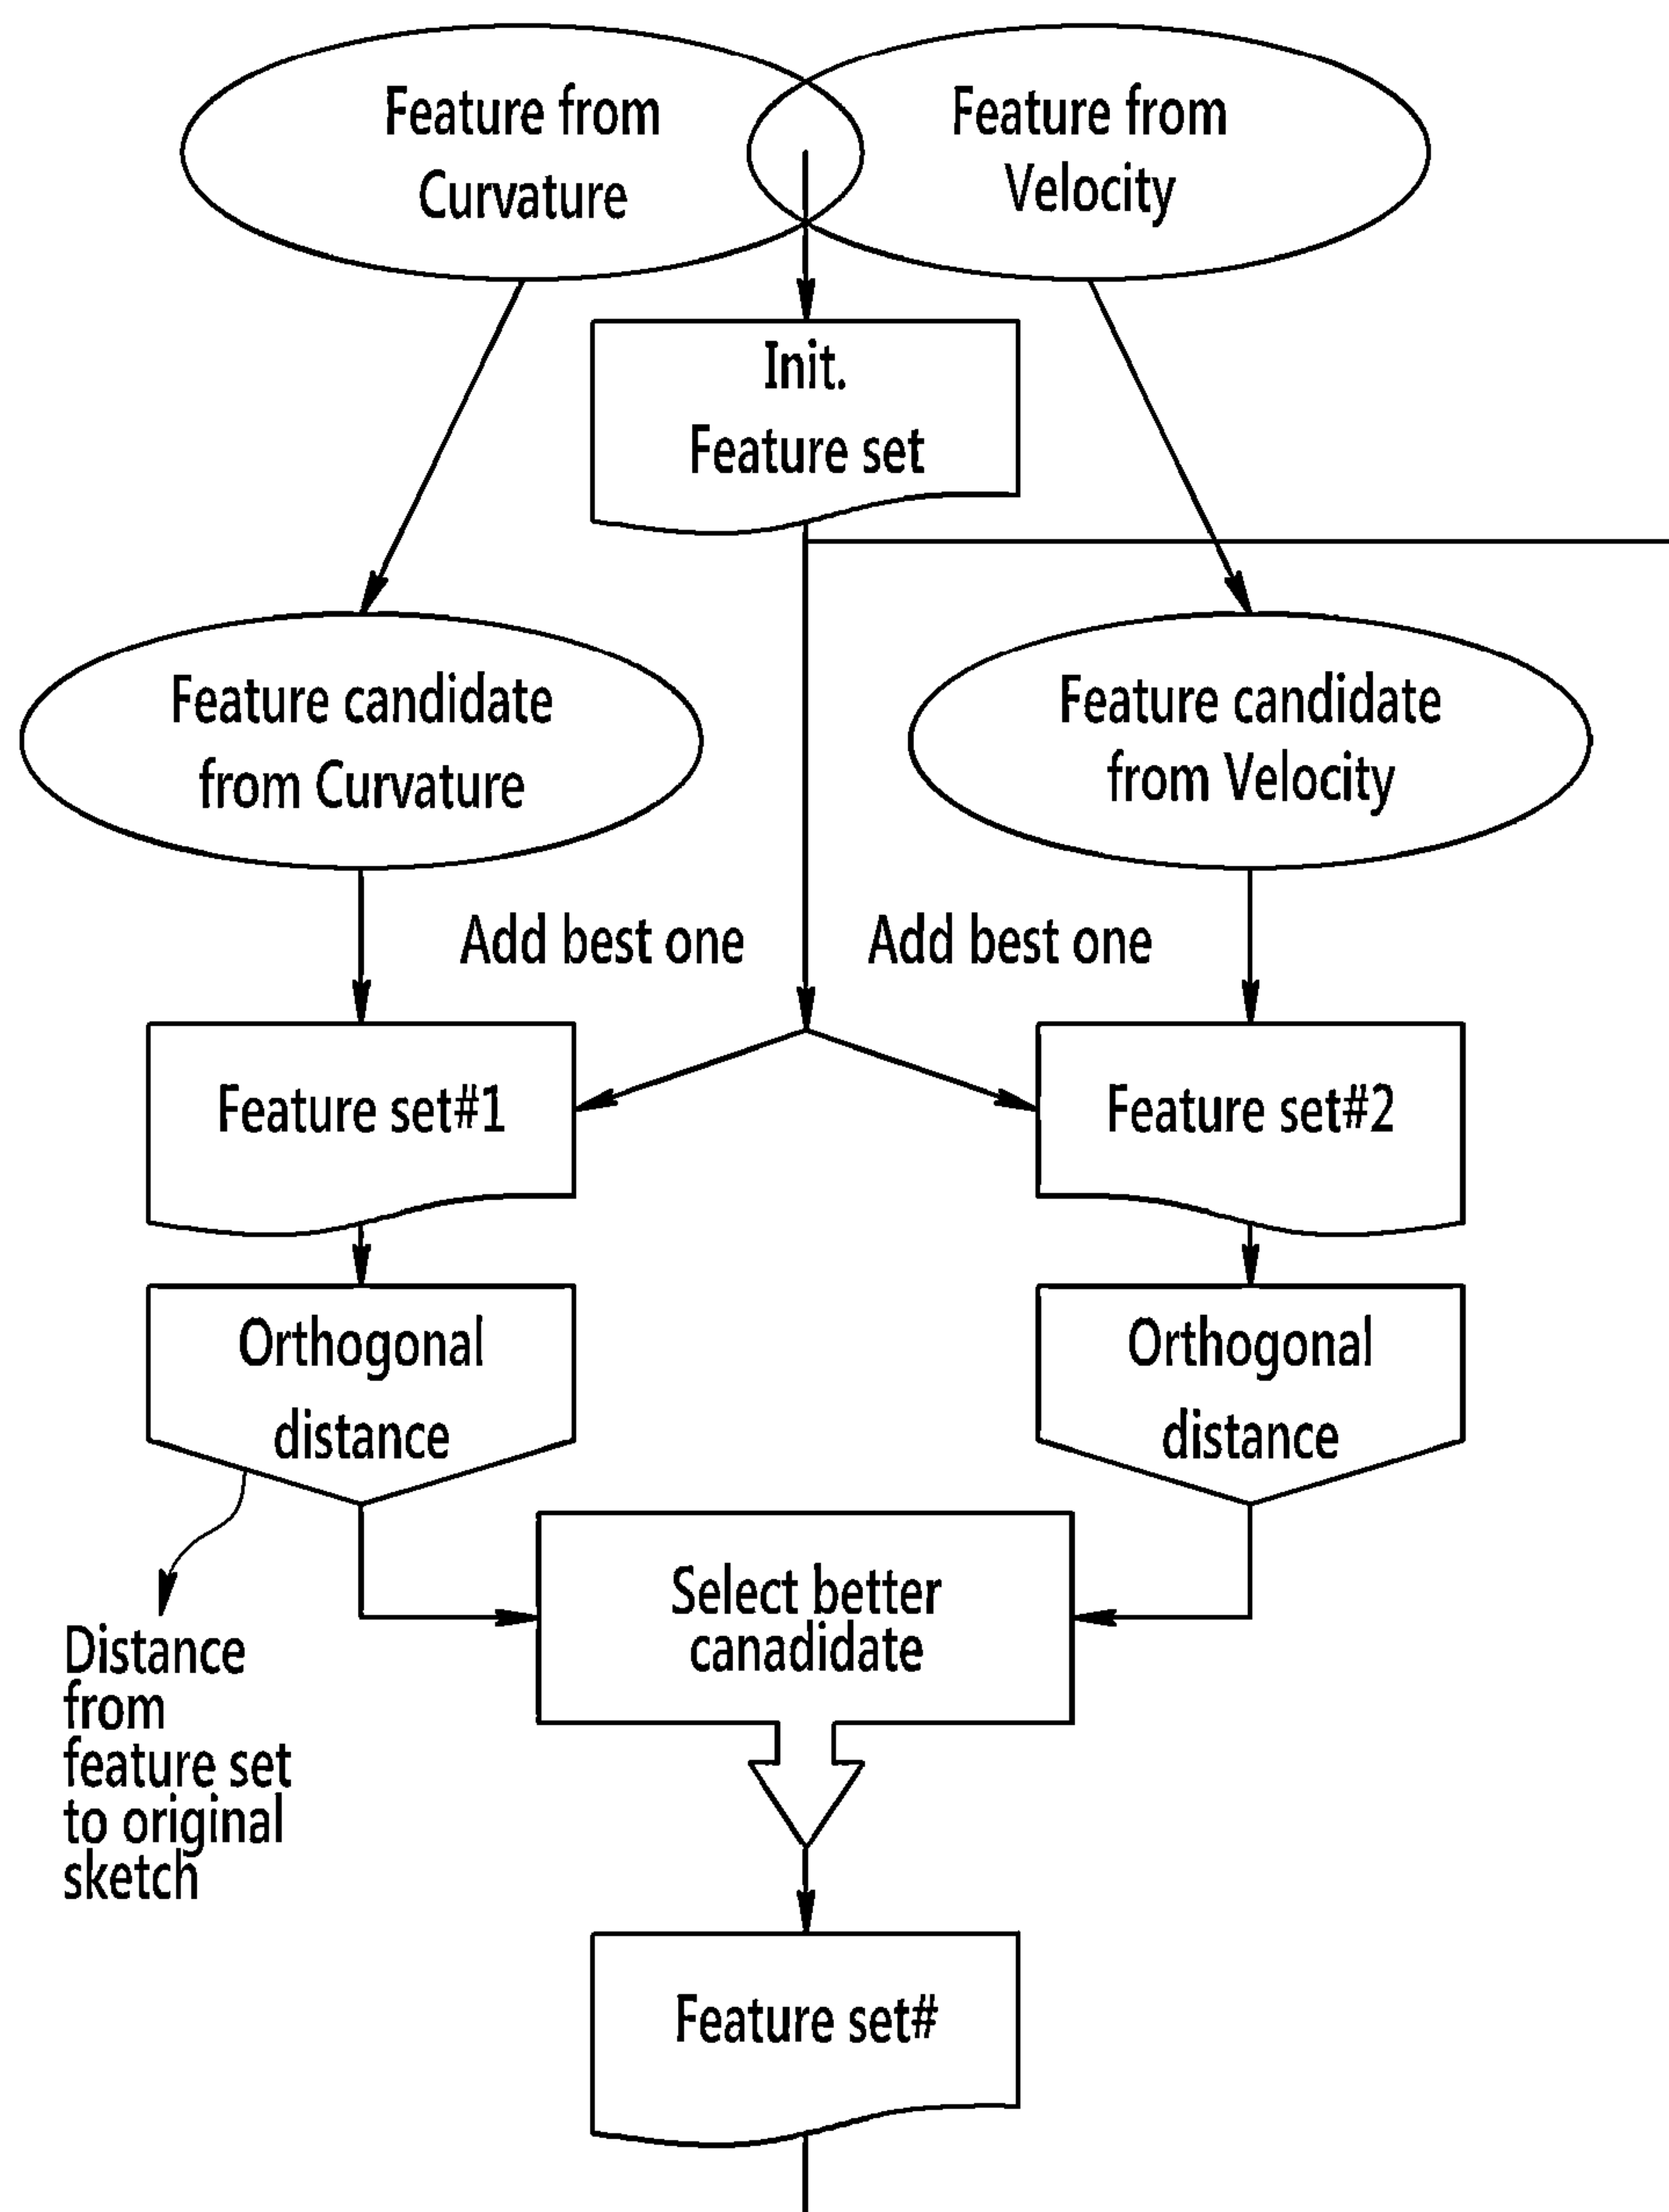 Feature from
Curvature
Feature from
Velocity
Init.
Feature set
Feature candidate
from Curvature
Feature candidate
from Velocity
Add best one
Add best one
Feature set#1
Feature set#2
Orthogonal
distance
Orthogonal
distance
Select better
canadidate
Distance
from
feature set
to original
sketch
Feature set#